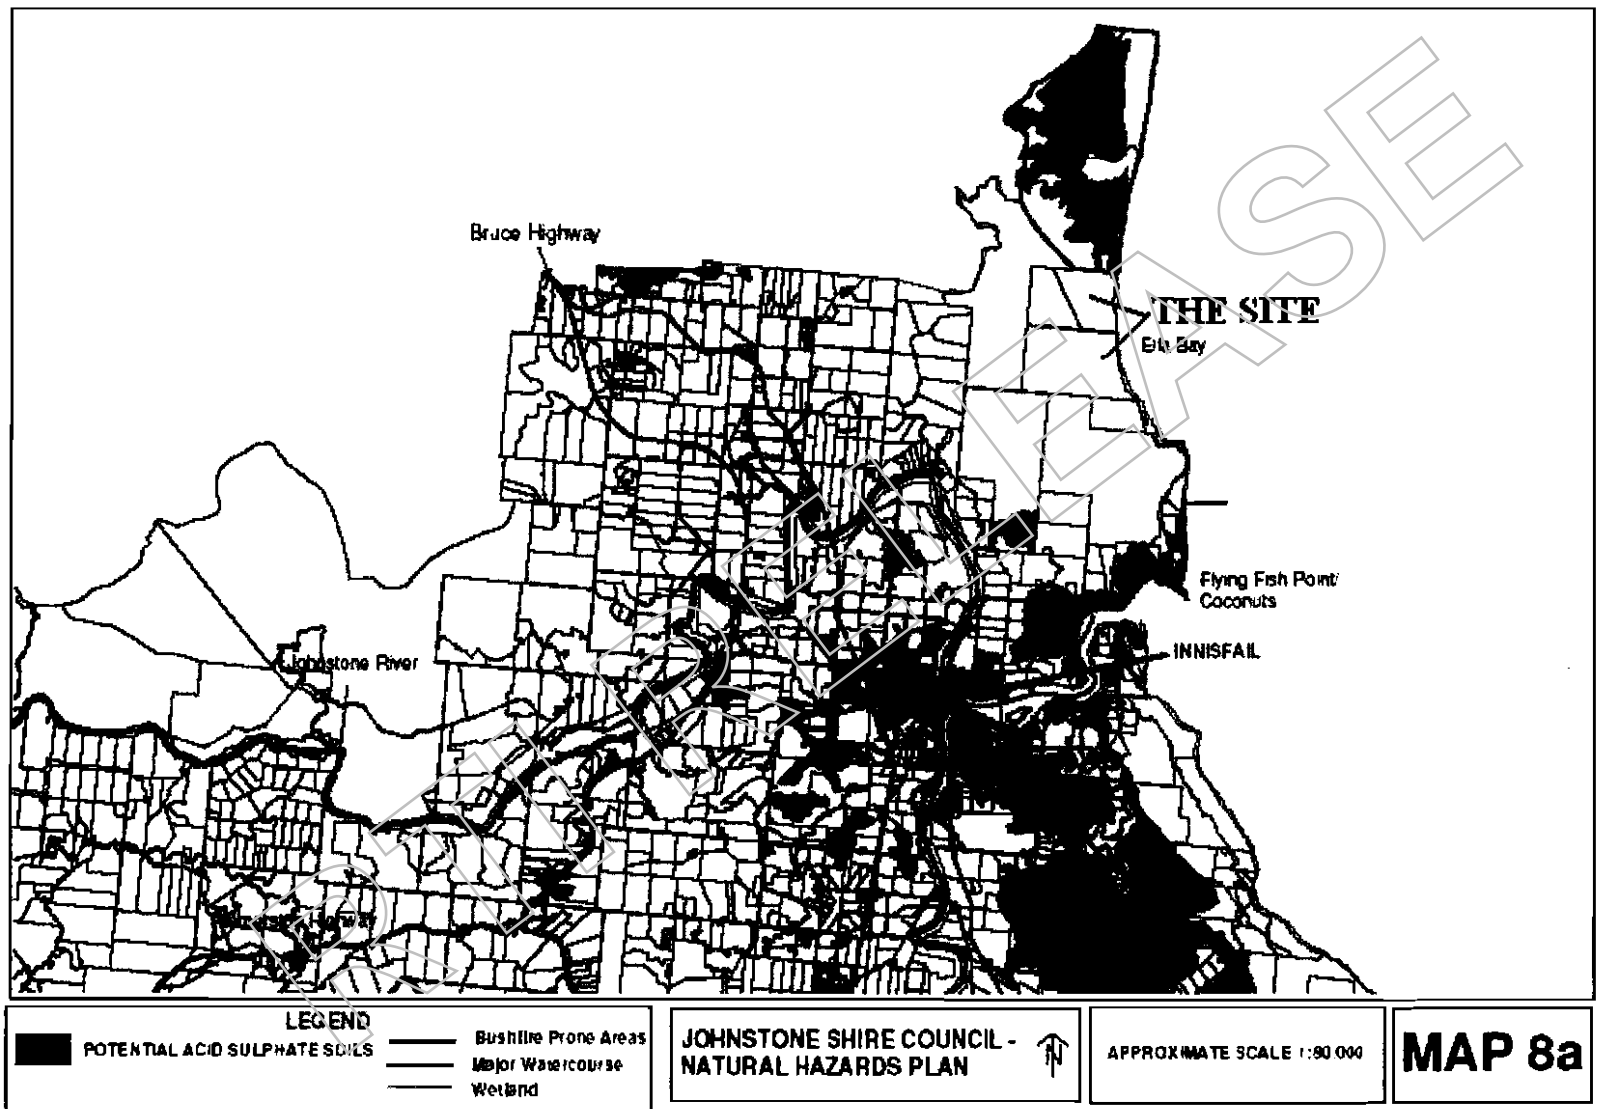 Bruce Highway
THE SITE
Ella Bay
Flying Fish Point/
Coconuts
INNISFAIL
Johnstone River
Highway
RTI RELEASE
LEGEND
POTENTIAL ACID SULPHATE SOILS
Bushfire Prone Areas
Major Watercourse
Wetland
JOHNSTONE SHIRE COUNCIL -
NATURAL HAZARDS PLAN
N
APPROXIMATE SCALE 1:80 000
MAP 8a